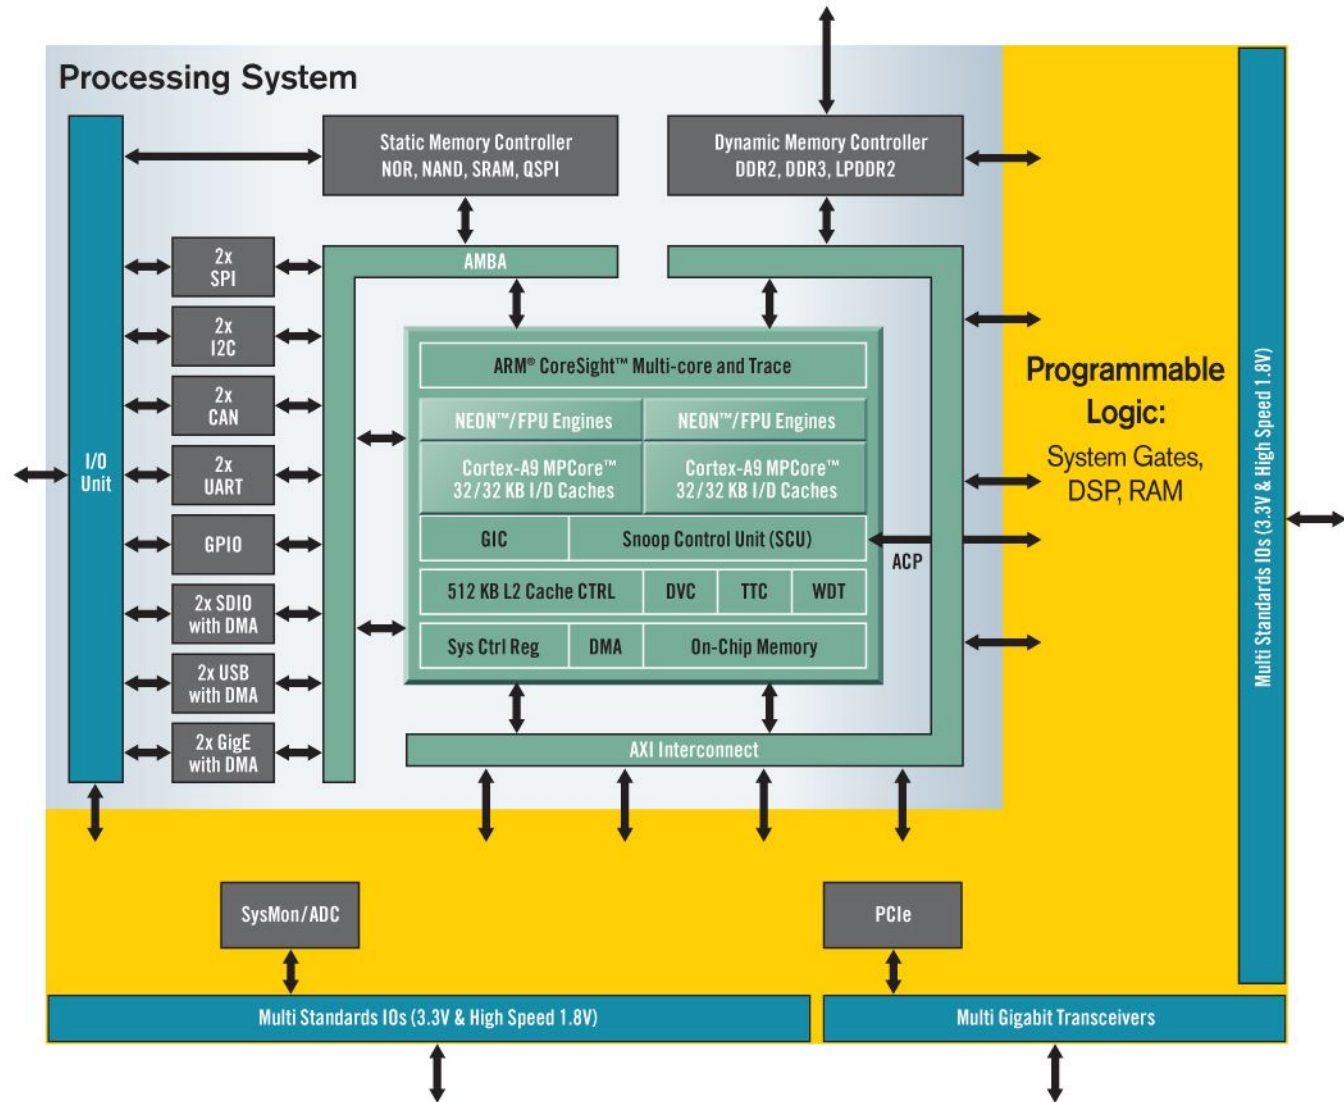 Processing System
Static Memory Controller
NOR, NAND, SRAM, QSPI
Dynamic Memory Controller
DDR2, DDR3, LPDDR2
AMBA
2x
SPI
2x
I2C
2x
CAN
2x
UART
GPIO
2x SDIO
with DMA
2x USB
with DMA
2x GigE
with DMA
I/O
Unit
ARM® CoreSight™ Multi-core and Trace
NEON™/FPU Engines
NEON™/FPU Engines
Cortex-A9 MPCore™
32/32 KB I/D Caches
Cortex-A9 MPCore™
32/32 KB I/D Caches
GIC
Snoop Control Unit (SCU)
ACP
512 KB L2 Cache CTRL
DVC
TTC
WDT
Sys Ctrl Reg
DMA
On-Chip Memory
AXI Interconnect
Programmable
Logic:
System Gates,
DSP, RAM
Multi Standards IOs (3.3V & High Speed 1.8V)
SysMon/ADC
PCIe
Multi Standards IOs (3.3V & High Speed 1.8V)
Multi Gigabit Transceivers